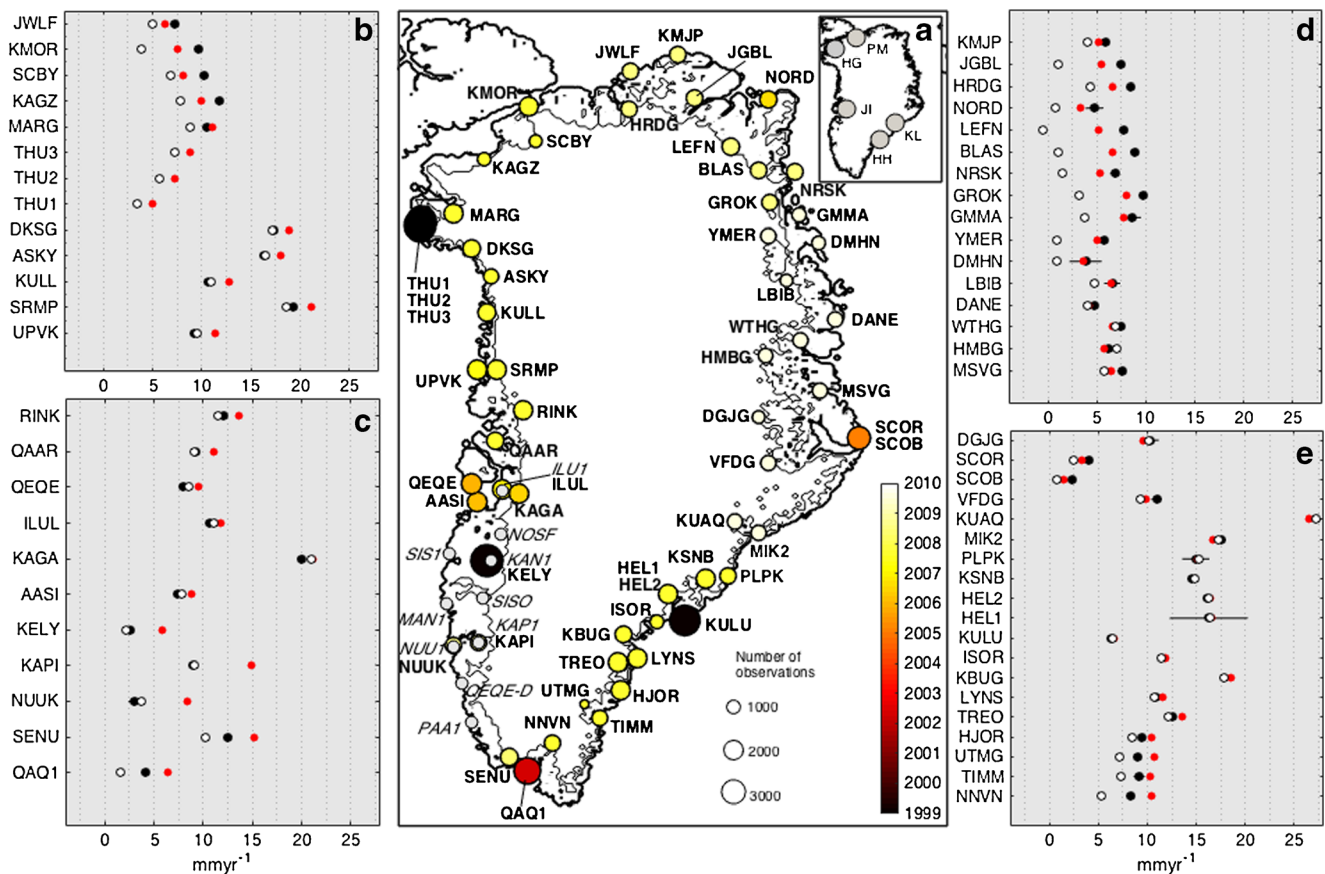 b
JWLF
KMOR
SCBY
KAGZ
MARG
THU3
THU2
THU1
DKSG
ASKY
KULL
SRMP
UPVK
0 5 10 15 20 25
c
RINK
QAAR
QEQE
ILUL
KAGA
AASI
KELY
KAPI
NUUK
SENU
QAQ1
0 5 10 15 20 25
mmyr-1
a
KMJP
JWLF
JGBL
NORD
KMOR
HRDG
SCBY
LEFN
KAGZ
BLAS
NRSK
MARG
GROK
GMMA
YMER
DMHN
DKSG
ASKY
THU1
THU2
THU3
LBIB
KULL
DANE
WTHG
HMBG
UPVK
SRMP
MSVG
RINK
DGJG
SCOR
SCOB
QAAR
VFDG
ILU1
QEQE
ILUL
AASI
KAGA
KUAQ
NOSF
MIK2
SIS1
KAN1
KSNB
KELY
HEL1
PLPK
HEL2
SISO
ISOR
MAN1
KAP1
KULU
KAPI
KBUG
NUU1
NUUK
TREO
LYNS
QEQE-D
UTMG
HJOR
PAA1
NNVN
TIMM
SENU
QAQ1
PM
HG
JI
KL
HH
Number of
observations
1000
2000
3000
2010
2009
2008
2007
2006
2005
2004
2003
2002
2001
2000
1999
d
KMJP
JGBL
HRDG
NORD
LEFN
BLAS
NRSK
GROK
GMMA
YMER
DMHN
LBIB
DANE
WTHG
HMBG
MSVG
0 5 10 15 20 25
e
DGJG
SCOR
SCOB
VFDG
KUAQ
MIK2
PLPK
KSNB
HEL2
HEL1
KULU
ISOR
KBUG
LYNS
TREO
HJOR
UTMG
TIMM
NNVN
0 5 10 15 20 25
mmyr-1